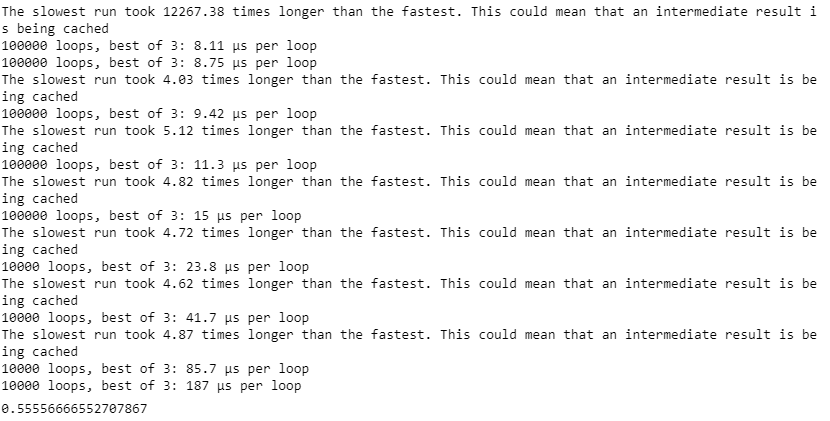 The slowest run took 12267.38 times longer than the fastest. This could mean that an intermediate result i
s being cached
100000 loops, best of 3: 8.11 µs per loop
100000 loops, best of 3: 8.75 µs per loop
The slowest run took 4.03 times longer than the fastest. This could mean that an intermediate result is be
ing cached
100000 loops, best of 3: 9.42 µs per loop
The slowest run took 5.12 times longer than the fastest. This could mean that an intermediate result is be
ing cached
100000 loops, best of 3: 11.3 µs per loop
The slowest run took 4.82 times longer than the fastest. This could mean that an intermediate result is be
ing cached
100000 loops, best of 3: 15 µs per loop
The slowest run took 4.72 times longer than the fastest. This could mean that an intermediate result is be
ing cached
10000 loops, best of 3: 23.8 µs per loop
The slowest run took 4.62 times longer than the fastest. This could mean that an intermediate result is be
ing cached
10000 loops, best of 3: 41.7 µs per loop
The slowest run took 4.87 times longer than the fastest. This could mean that an intermediate result is be
ing cached
10000 loops, best of 3: 85.7 µs per loop
10000 loops, best of 3: 187 µs per loop
0.55556666552707867